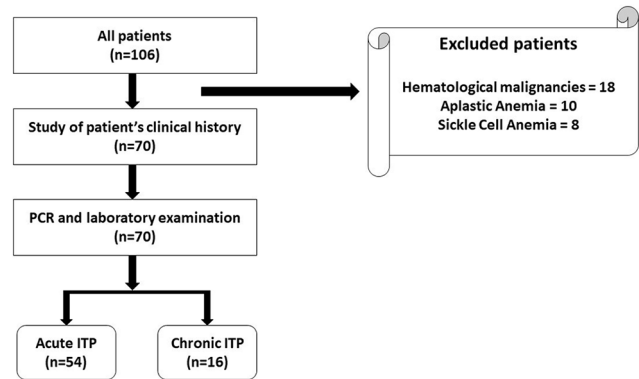 All patients
(n=106)
Excluded patients
Hematological malignancies = 18
Aplastic Anemia = 10
Sickle Cell Anemia = 8
Study of patient's clinical history
(n=70)
PCR and laboratory examination
(n=70)
Acute ITP
(n=54)
Chronic ITP
(n=16)